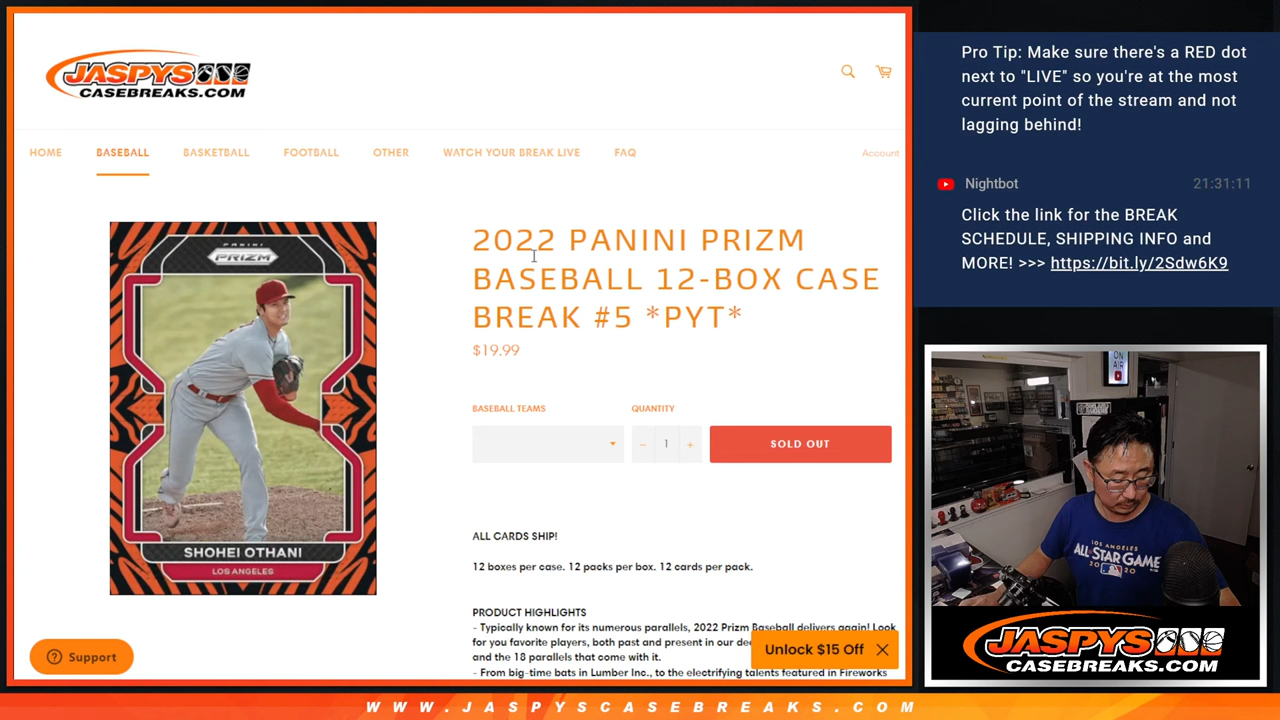 JASPYS
CASEBREAKS.COM
HOME
BASEBALL
BASKETBALL
FOOTBALL
OTHER
WATCH YOUR BREAK LIVE
FAQ
Account
PANINI
PRIZM
SHOHEI OTHANI
LOS ANGELES
2022 PANINI PRIZM
BASEBALL 12-BOX CASE
BREAK #5 *PYT*
$19.99
BASEBALL TEAMS
QUANTITY
− 1 +
SOLD OUT
ALL CARDS SHIP!
12 boxes per case. 12 packs per box. 12 cards per pack.
PRODUCT HIGHLIGHTS
- Typically known for its numerous parallels, 2022 Prizm Baseball delivers again! Look
for you favorite players, both past and present in our
and the 18 parallels that come with it.
- From big-time bats in Lumber Inc., to the electrifying talents featured in Fireworks
Support
Unlock $15 Off
Pro Tip: Make sure there's a RED dot
next to "LIVE" so you're at the most
current point of the stream and not
lagging behind!
Nightbot
21:31:11
Click the link for the BREAK
SCHEDULE, SHIPPING INFO and
MORE! >>> https://bit.ly/2Sdw6K9
ON
AIR
LOS ANGELES
ALL STAR GAME
2020
JASPYS
CASEBREAKS.COM
WWW.JASPYSCASEBREAKS.COM